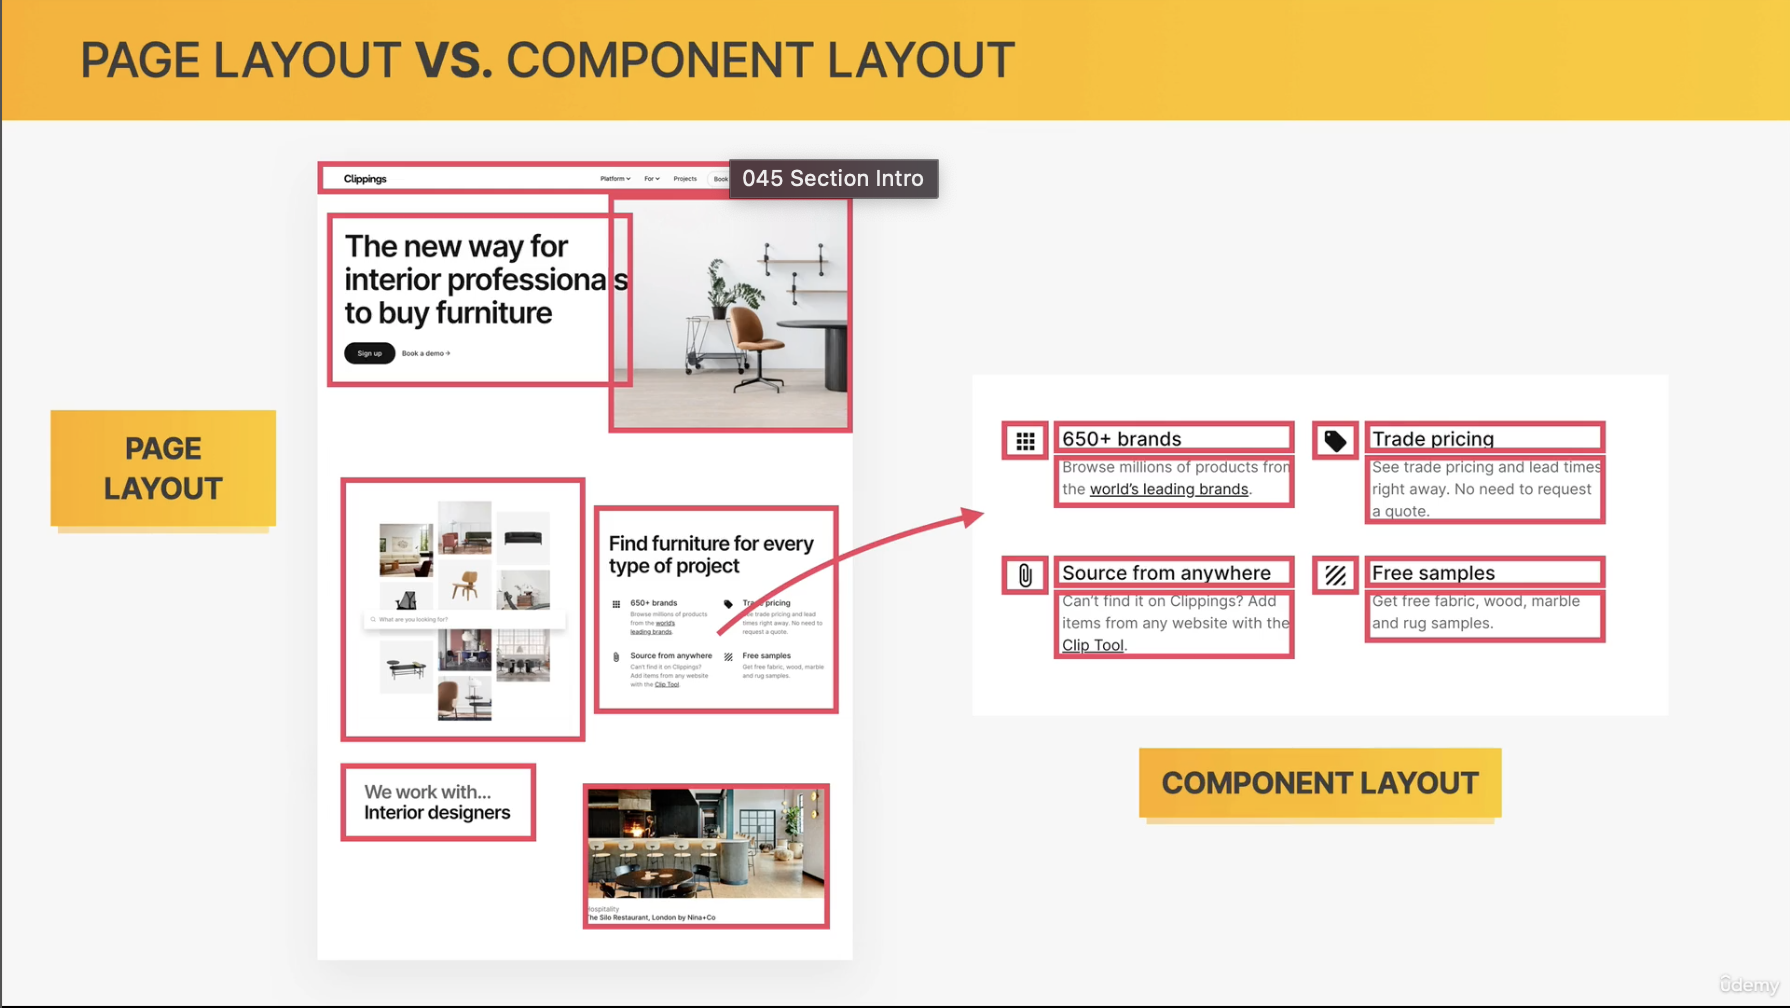 PAGE LAYOUT VS. COMPONENT LAYOUT
045 Section Intro
Clippings
Platform
For
Projects
Book
The new way for
interior professionals
to buy furniture
Sign up
Book a demo →
PAGE
LAYOUT
What are you looking for?
Find furniture for every
type of project
650+ brands
Browse millions of products
from the world's
leading brands.
Trade pricing
See trade pricing and lead
times right away. No need to
request a quote.
Source from anywhere
Can't find it on Clippings?
Add items from any website
with the Clip Tool.
Free samples
Get free fabric, wood, marble
and rug samples.
We work with...
Interior designers
Hospitality
The Silo Restaurant, London by Nina+Co
650+ brands
Browse millions of products from
the world's leading brands.
Trade pricing
See trade pricing and lead times
right away. No need to request
a quote.
Source from anywhere
Can't find it on Clippings? Add
items from any website with the
Clip Tool.
Free samples
Get free fabric, wood, marble
and rug samples.
COMPONENT LAYOUT
ûdemy